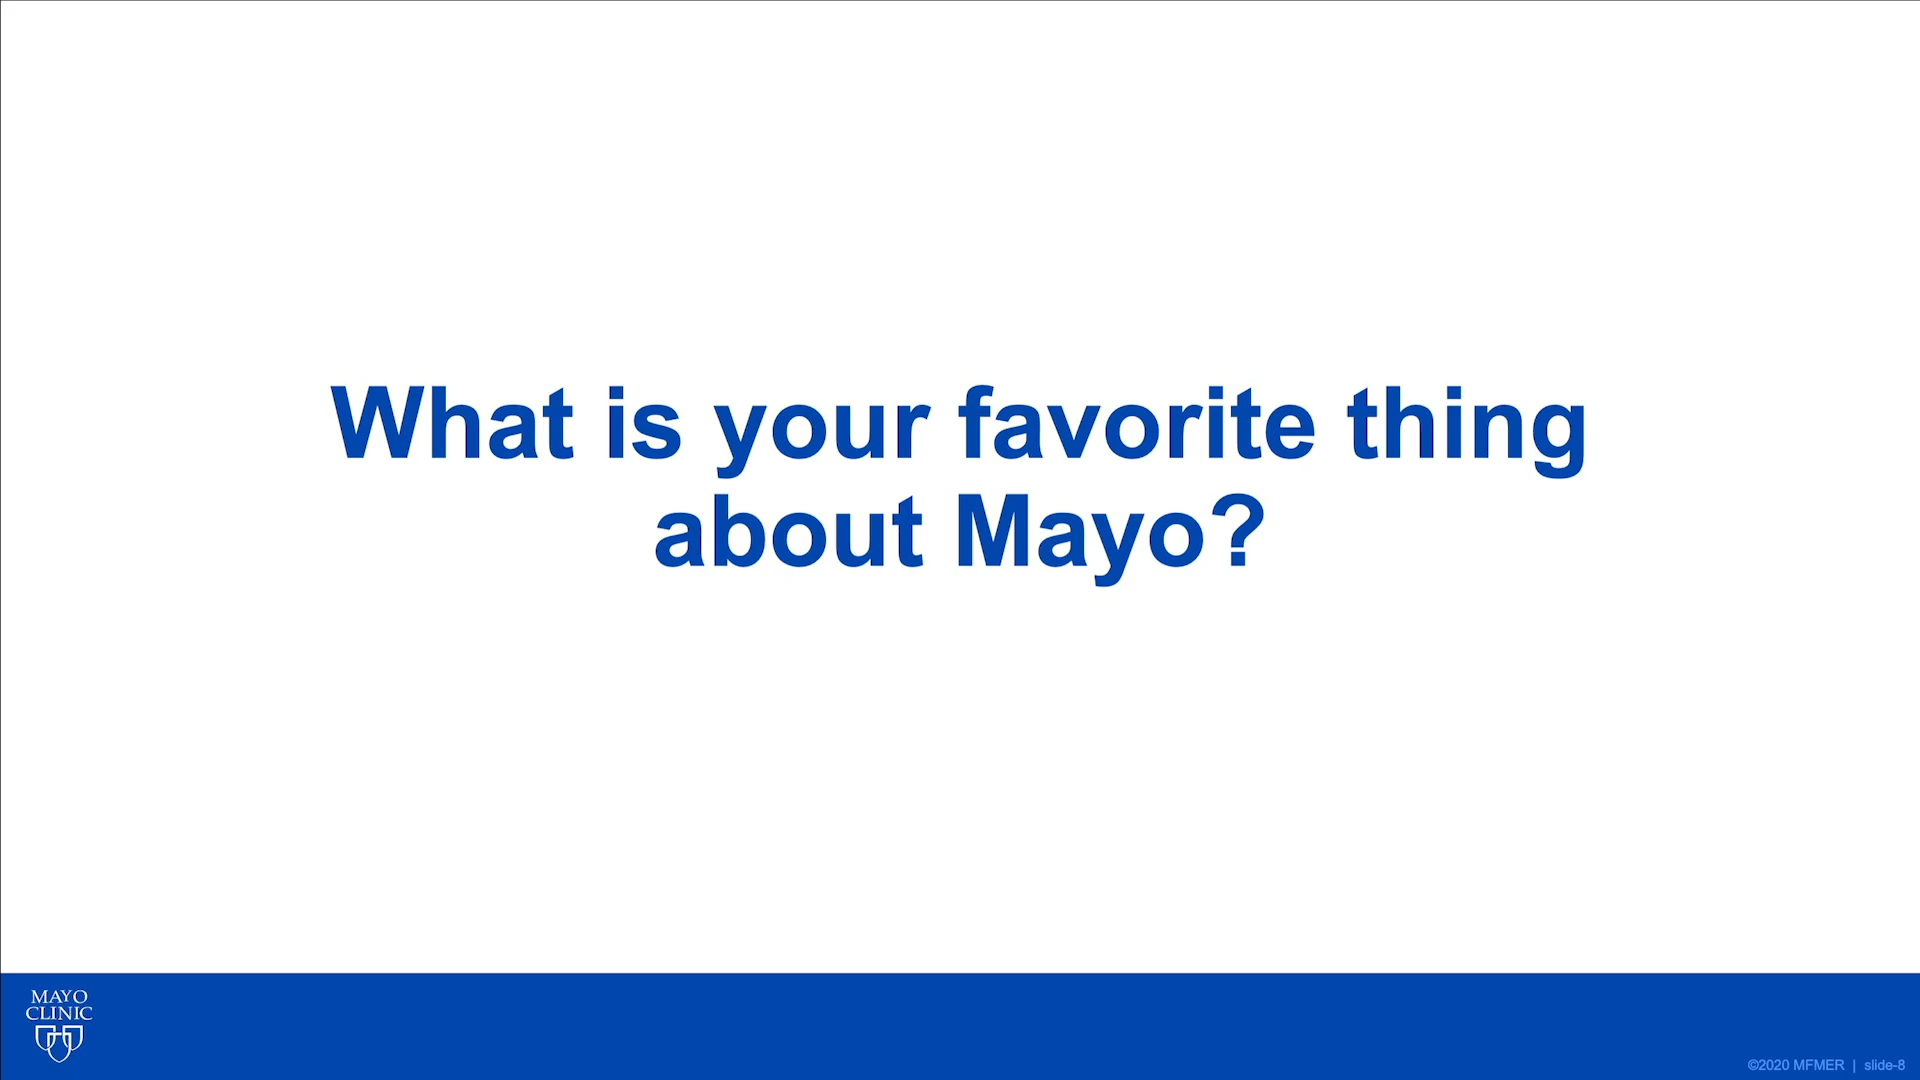 What is your favorite thing
about Mayo?
MAYO
CLINIC
©2020 MFMER | slide-8